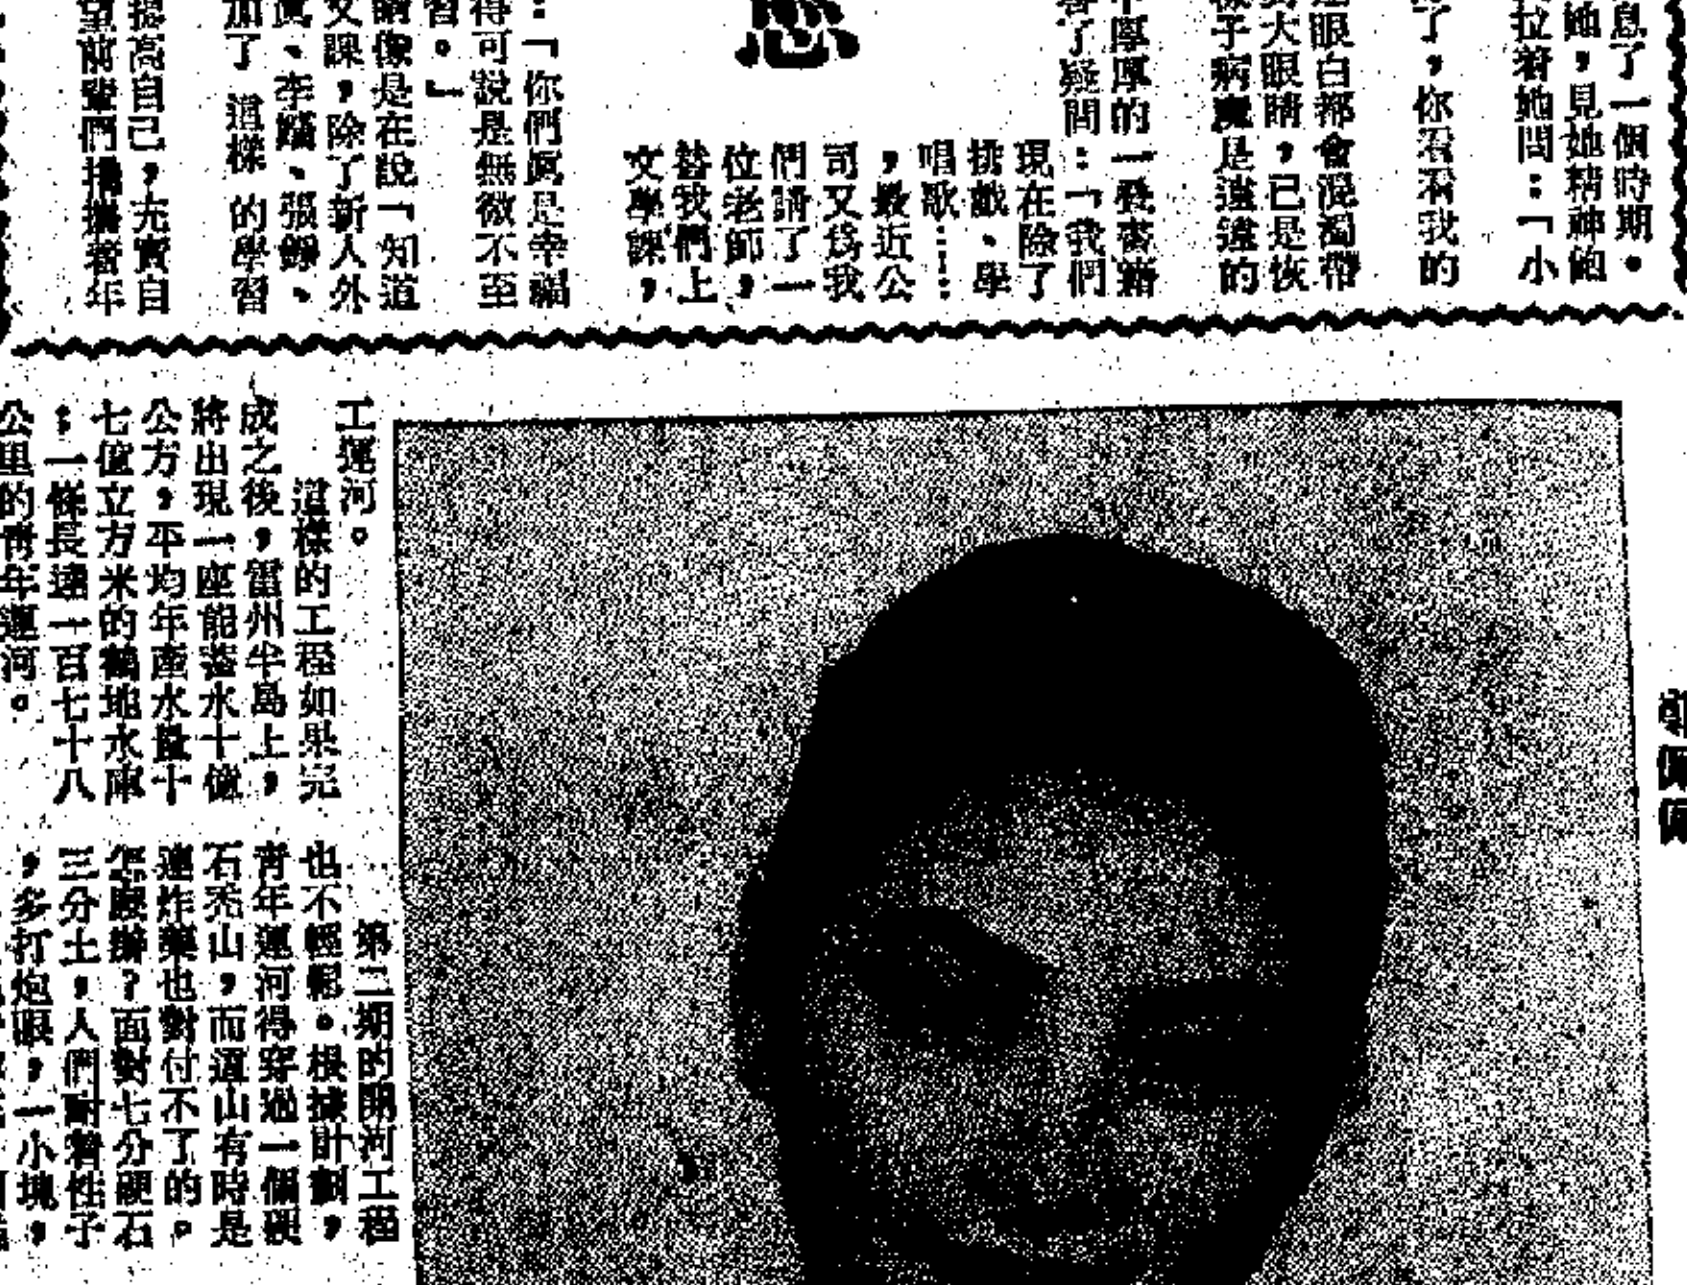 息了一個時期。
她，見她精神飽
拉着她問：「小
了，你看看我的
眼白都會混濁帶
大眼睛，已是恢
樣子病魔是遠遠的
厚厚的一疊書籍
了疑問：「我們
現在除了
排戲、學
唱歌……
，最近公
司又爲我
們請了一
位老師，
替我們上
文學課，
：「你們眞是幸福
得可說是無微不至
習。」
睛像是在說「知道
文課，除了新人外
、李
、張錚、
加了 這樣 的學習
提高自己，充實自
望前輩們攜攜着年
工運河。
這樣的工程如果完
成之後，雷州半島上，
將出現一座能蓄水十億
公方，平均年產水量十
七億立方米的鶴地水庫
；一條長達一百七十八
公里的青年運河。
第二期的開河工程
也不輕鬆。根據計劃，
青年運河得穿過一個硬
石禿山，而這山有時是
連炸藥也對付不了的。
怎麼辦？面對七分硬石
三分土，人們耐着性子
，多打炮眼，一小塊，